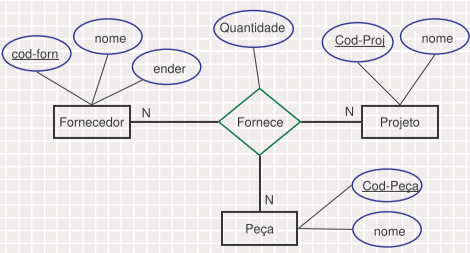 cod-forn
nome
ender
Quantidade
Cod-Proj
nome
Fornecedor
N
Fornece
N
Projeto
N
Peça
Cod-Peça
nome